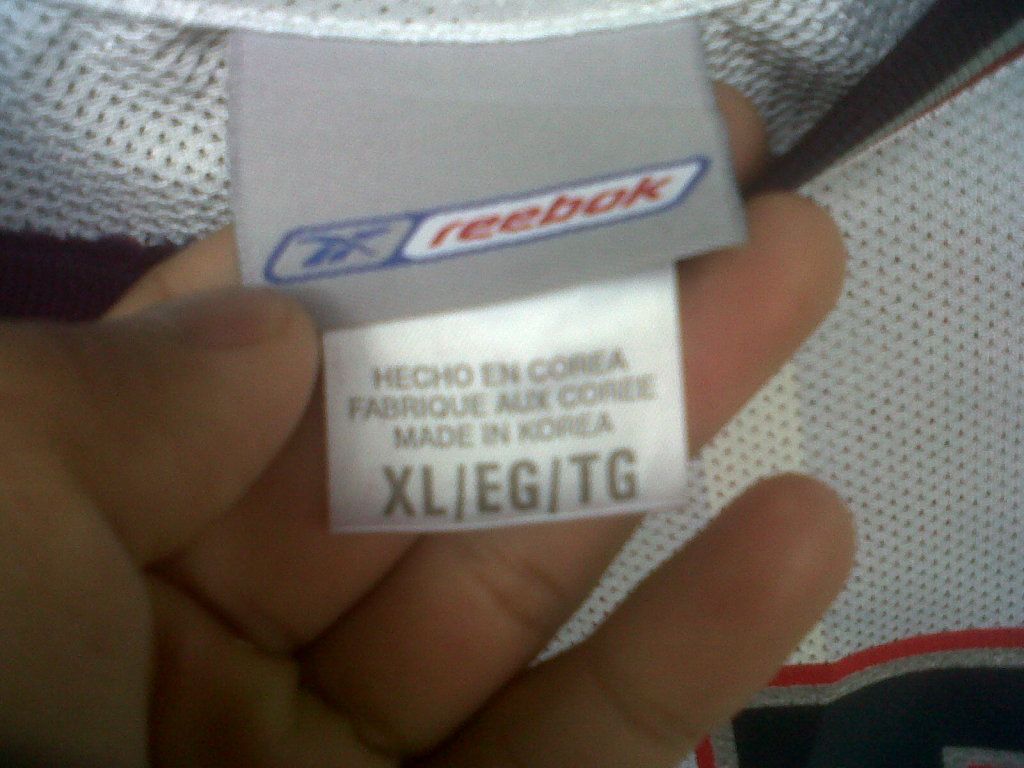 reebok
HECHO EN COREA
FABRIQUE AUX COREE
MADE IN KOREA
XL/EG/TG